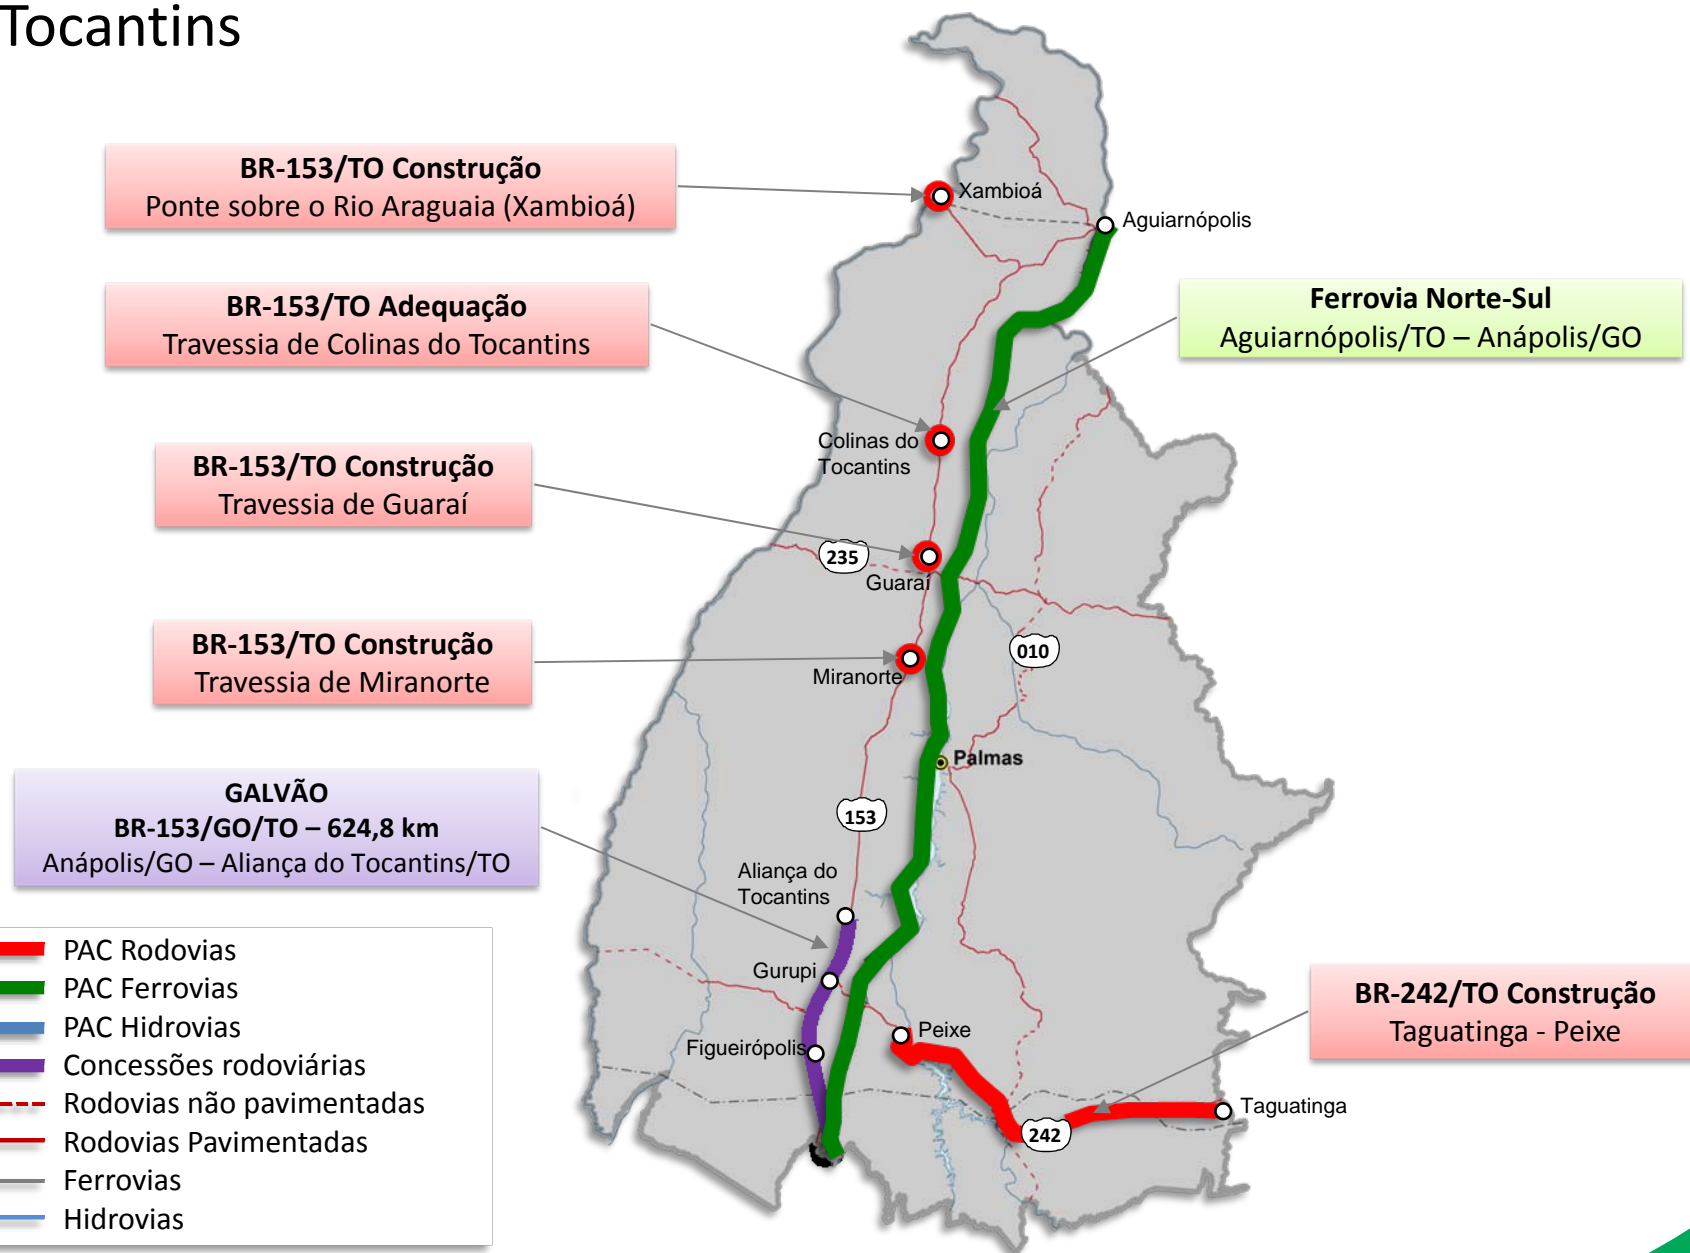 Tocantins
BR-153/TO Construção
Ponte sobre o Rio Araguaia (Xambioá)
BR-153/TO Adequação
Travessia de Colinas do Tocantins
BR-153/TO Construção
Travessia de Guaraí
BR-153/TO Construção
Travessia de Miranorte
GALVÃO
BR-153/GO/TO – 624,8 km
Anápolis/GO – Aliança do Tocantins/TO
Ferrovia Norte-Sul
Aguiarnópolis/TO – Anápolis/GO
BR-242/TO Construção
Taguatinga - Peixe
Xambioá
Aguiarnópolis
Colinas do
Tocantins
235
Guaraí
010
Miranorte
Palmas
153
Aliança do
Tocantins
Gurupi
Peixe
Figueirópolis
Taguatinga
242
PAC Rodovias
PAC Ferrovias
PAC Hidrovias
Concessões rodoviárias
Rodovias não pavimentadas
Rodovias Pavimentadas
Ferrovias
Hidrovias